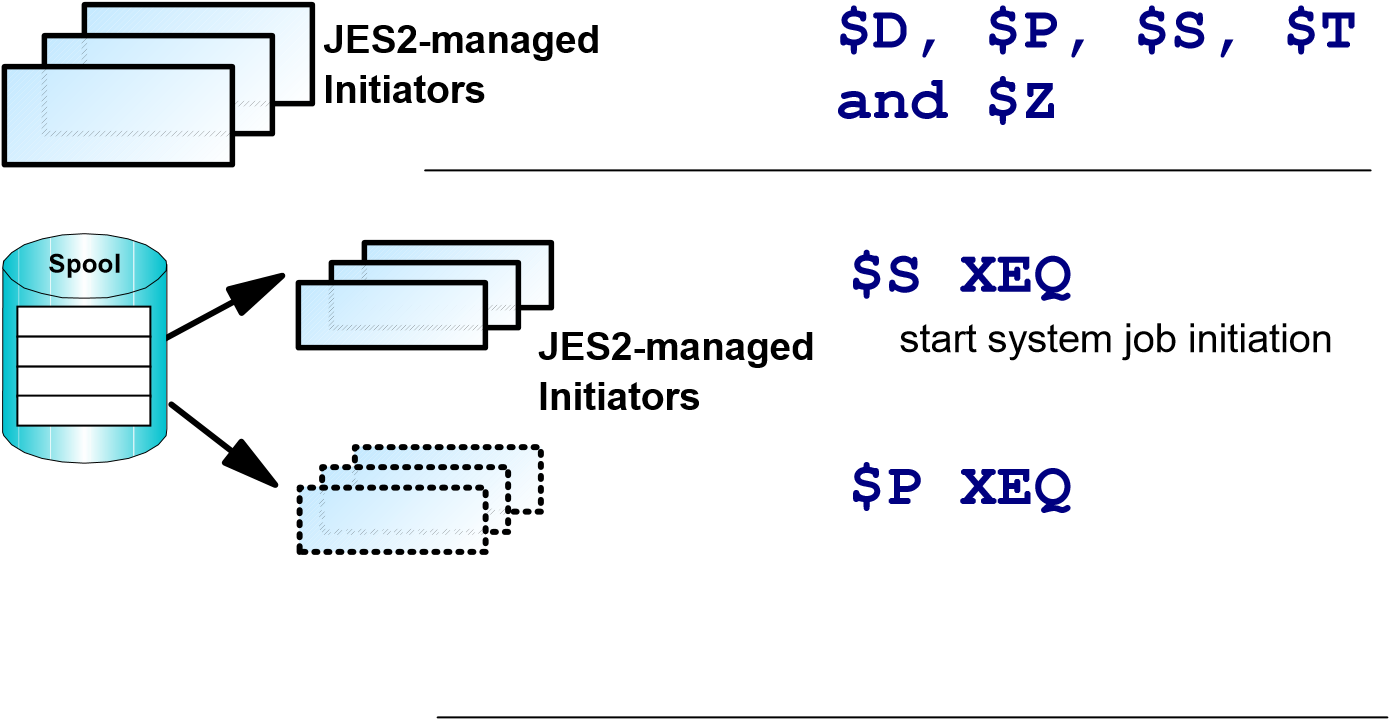 JES2-managed
Initiators
$D, $P, $S, $T
and $Z
Spool
JES2-managed
Initiators
$S XEQ
start system job initiation
$P XEQ